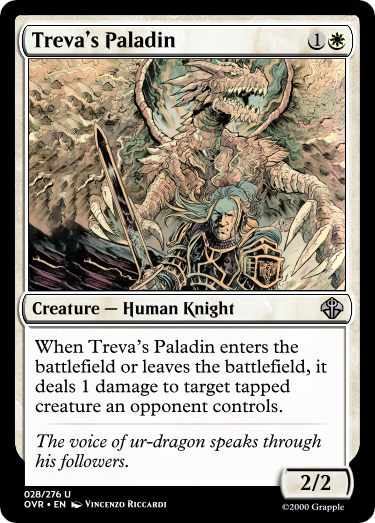 Treva's Paladin 1
Creature — Human Knight
When Treva's Paladin enters the
battlefield or leaves the battlefield, it
deals 1 damage to target tapped
creature an opponent controls.
The voice of ur-dragon speaks through
his followers.
2/2
028/276 U
OVR • EN Vincenzo Riccardi
©2000 Grapple